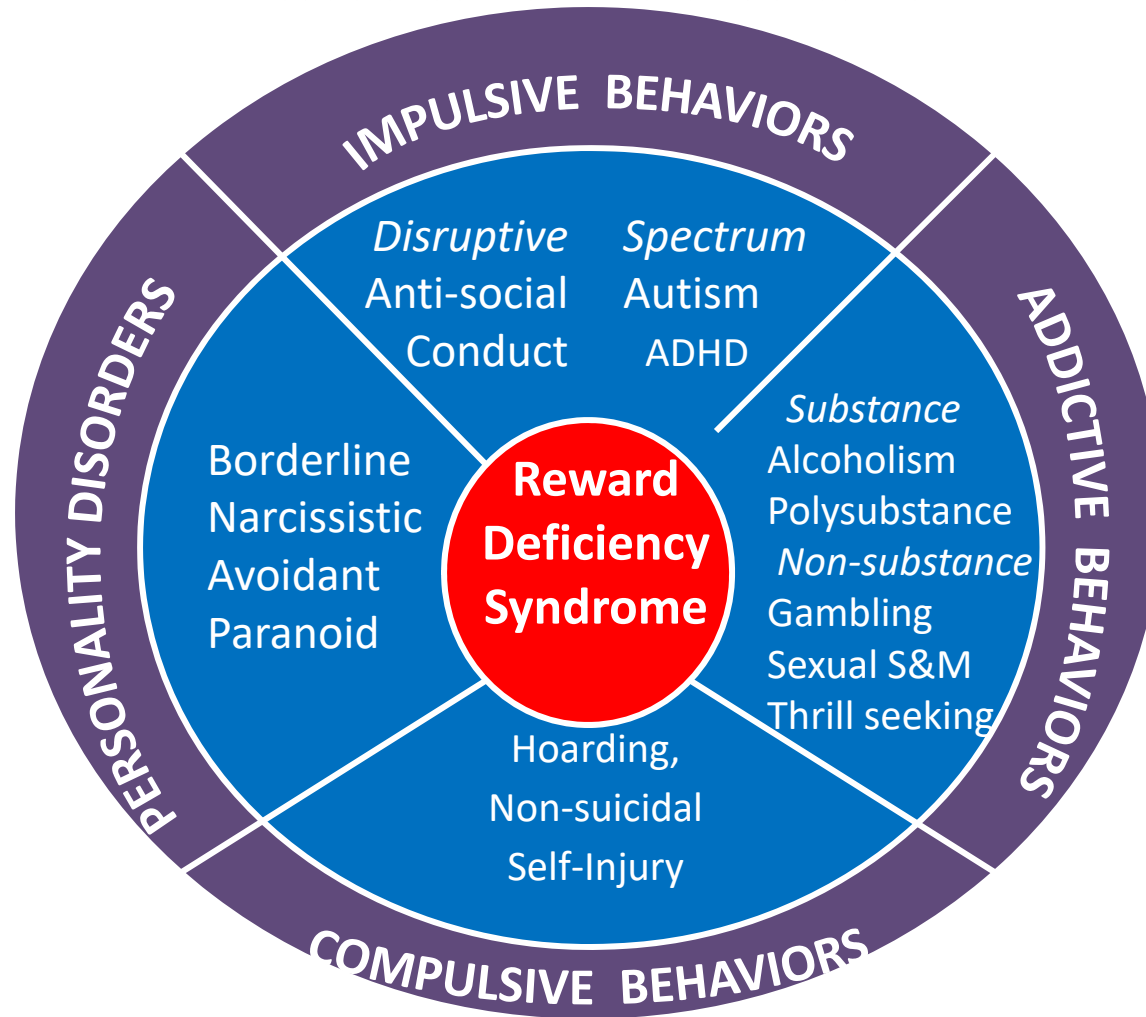 IMPULSIVE BEHAVIORS
Disruptive Spectrum
Anti-social Autism
Conduct ADHD
PERSONALITY DISORDERS
Borderline
Narcissistic
Avoidant
Paranoid
Reward
Deficiency
Syndrome
ADDICTIVE BEHAVIORS
Substance
Alcoholism
Polysubstance
Non-substance
Gambling
Sexual S&M
Thrill seeking
Hoarding,
Non-suicidal
Self-Injury
COMPULSIVE BEHAVIORS